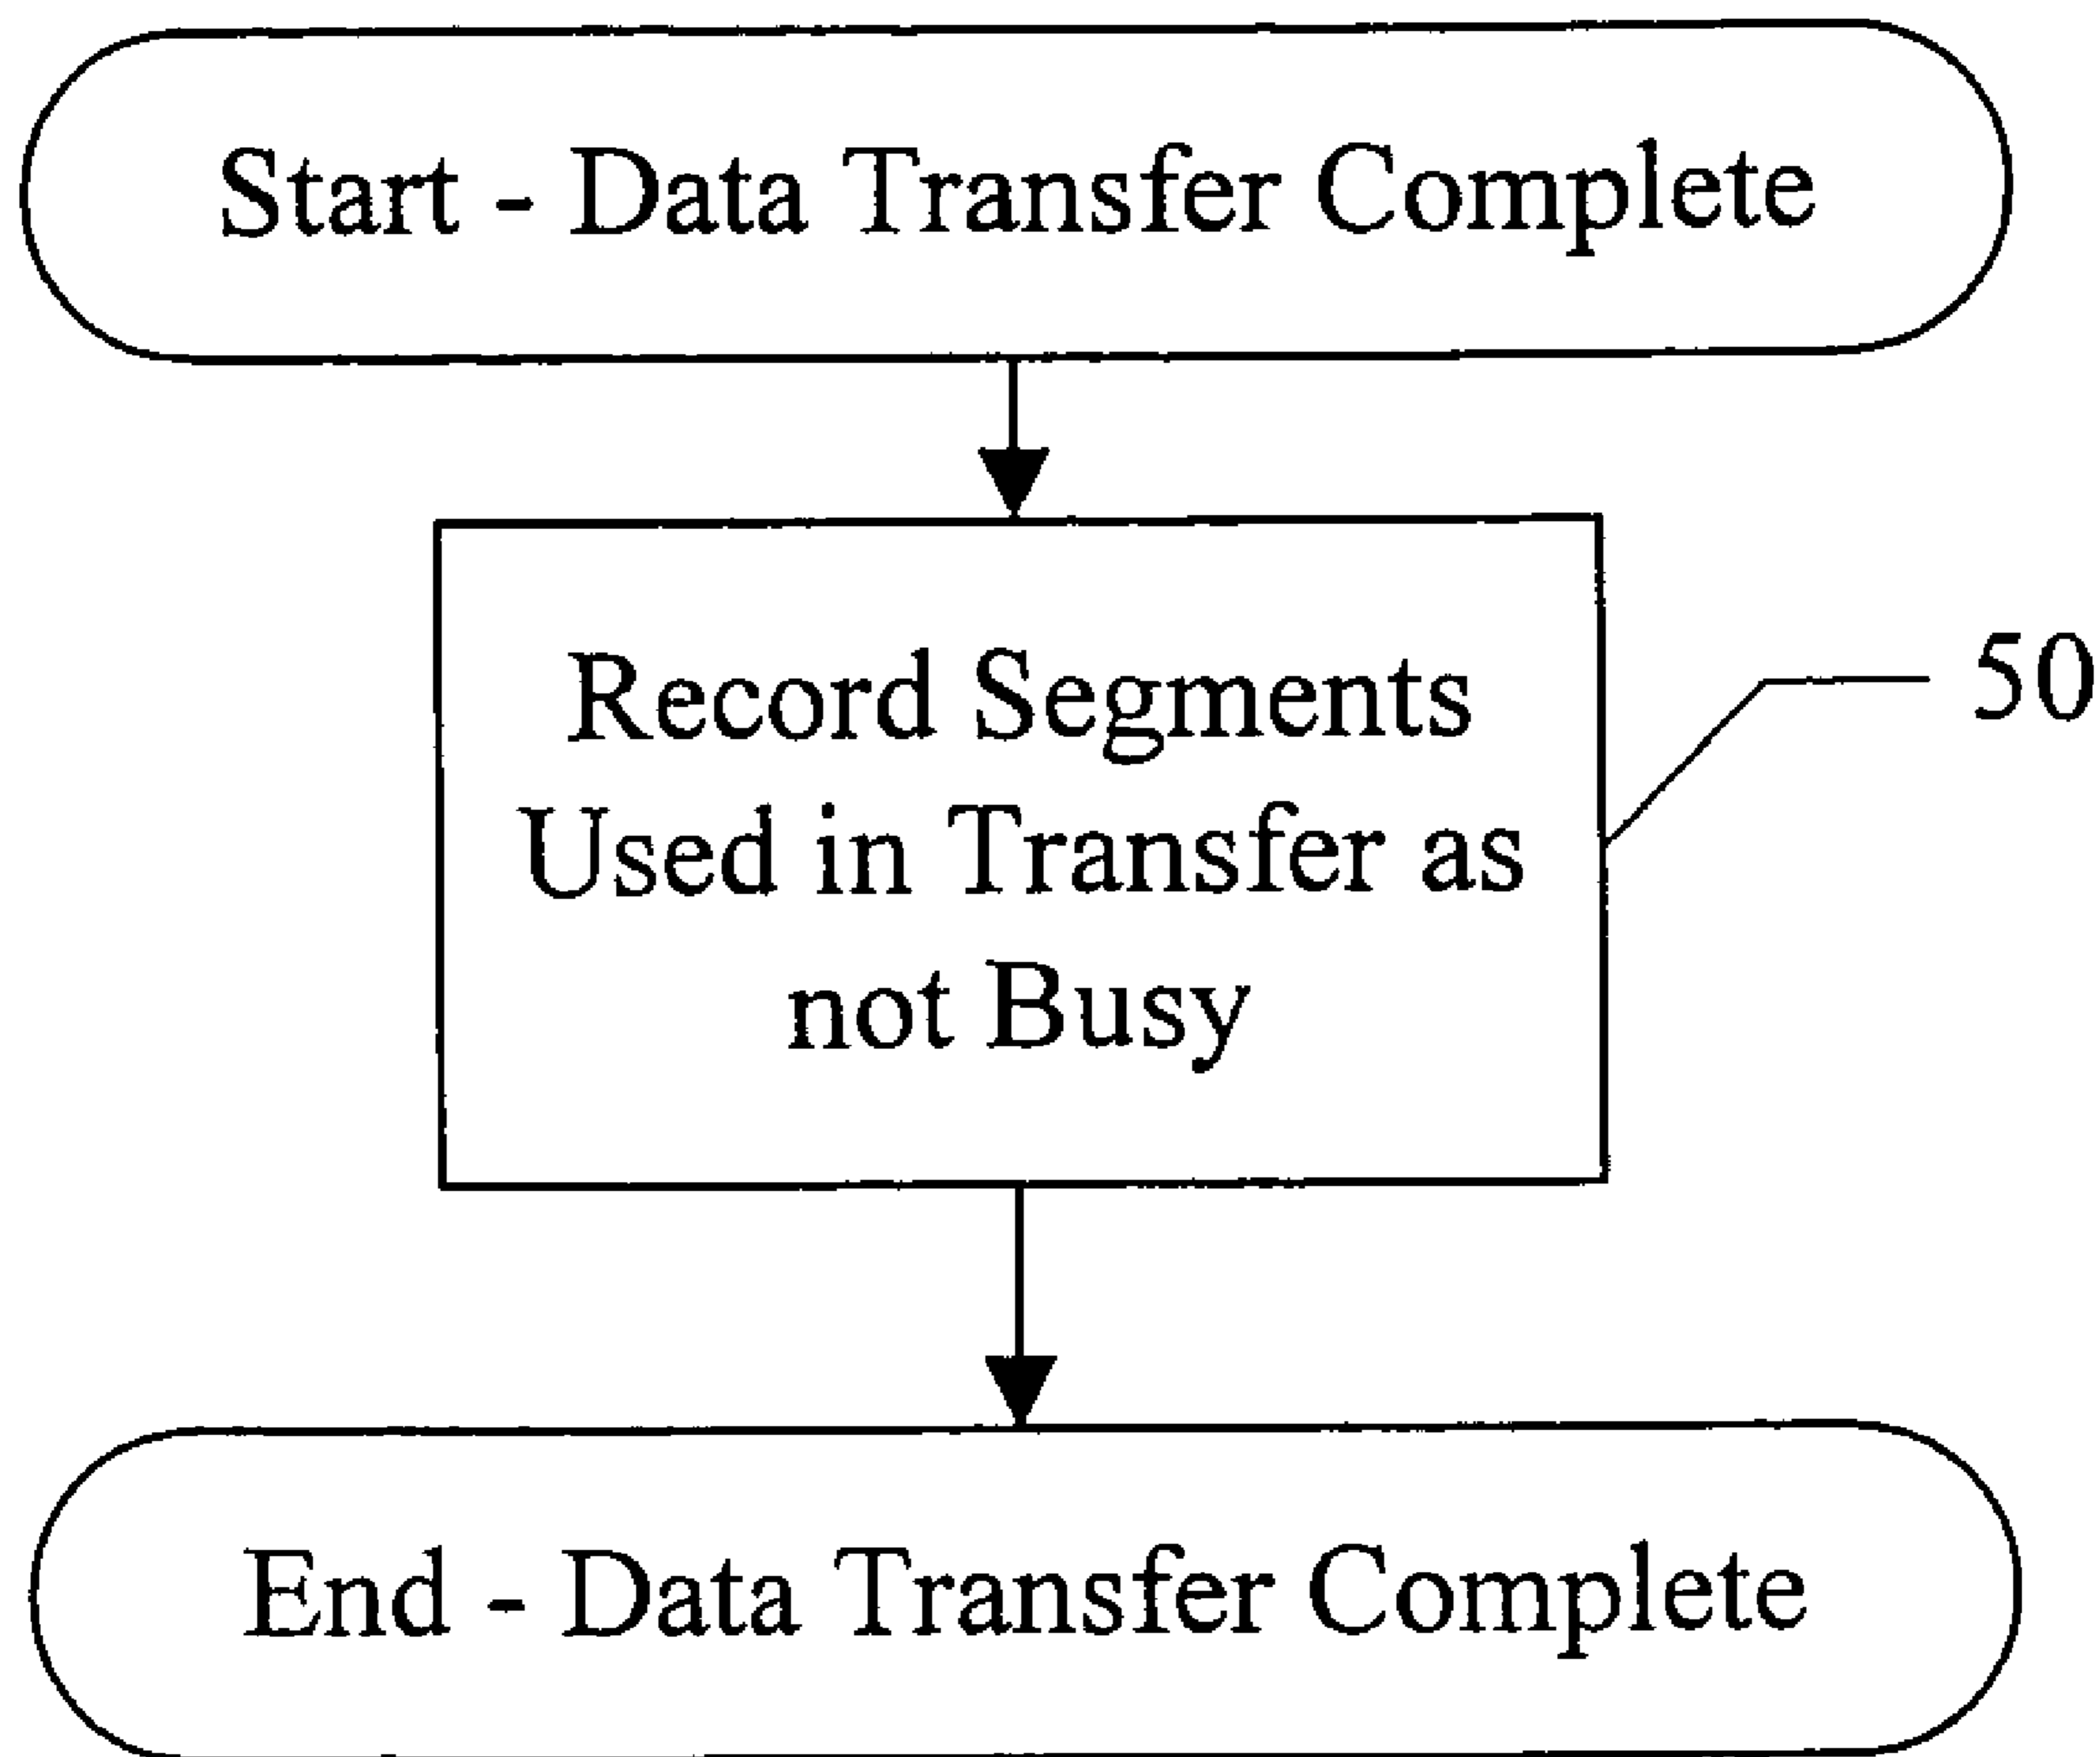 Start - Data Transfer Complete
Record Segments
Used in Transfer as
not Busy
50
End - Data Transfer Complete